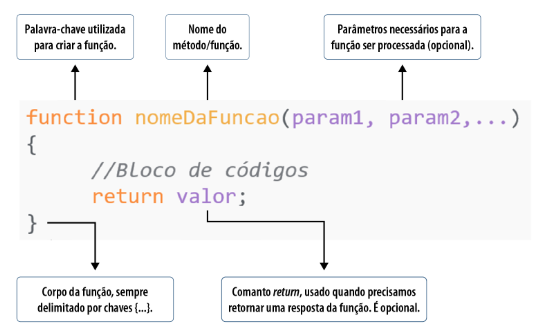 Palavra-chave utilizada
para criar a função.
Nome do
método/função.
Parâmetros necessários para a
função ser processada (opcional).
function nomeDaFuncao(param1, param2,...)
{
//Bloco de códigos
return valor;
}
Corpo da função, sempre
delimitado por chaves {...}.
Comanto return, usado quando precisamos
retornar uma resposta da função. É opcional.